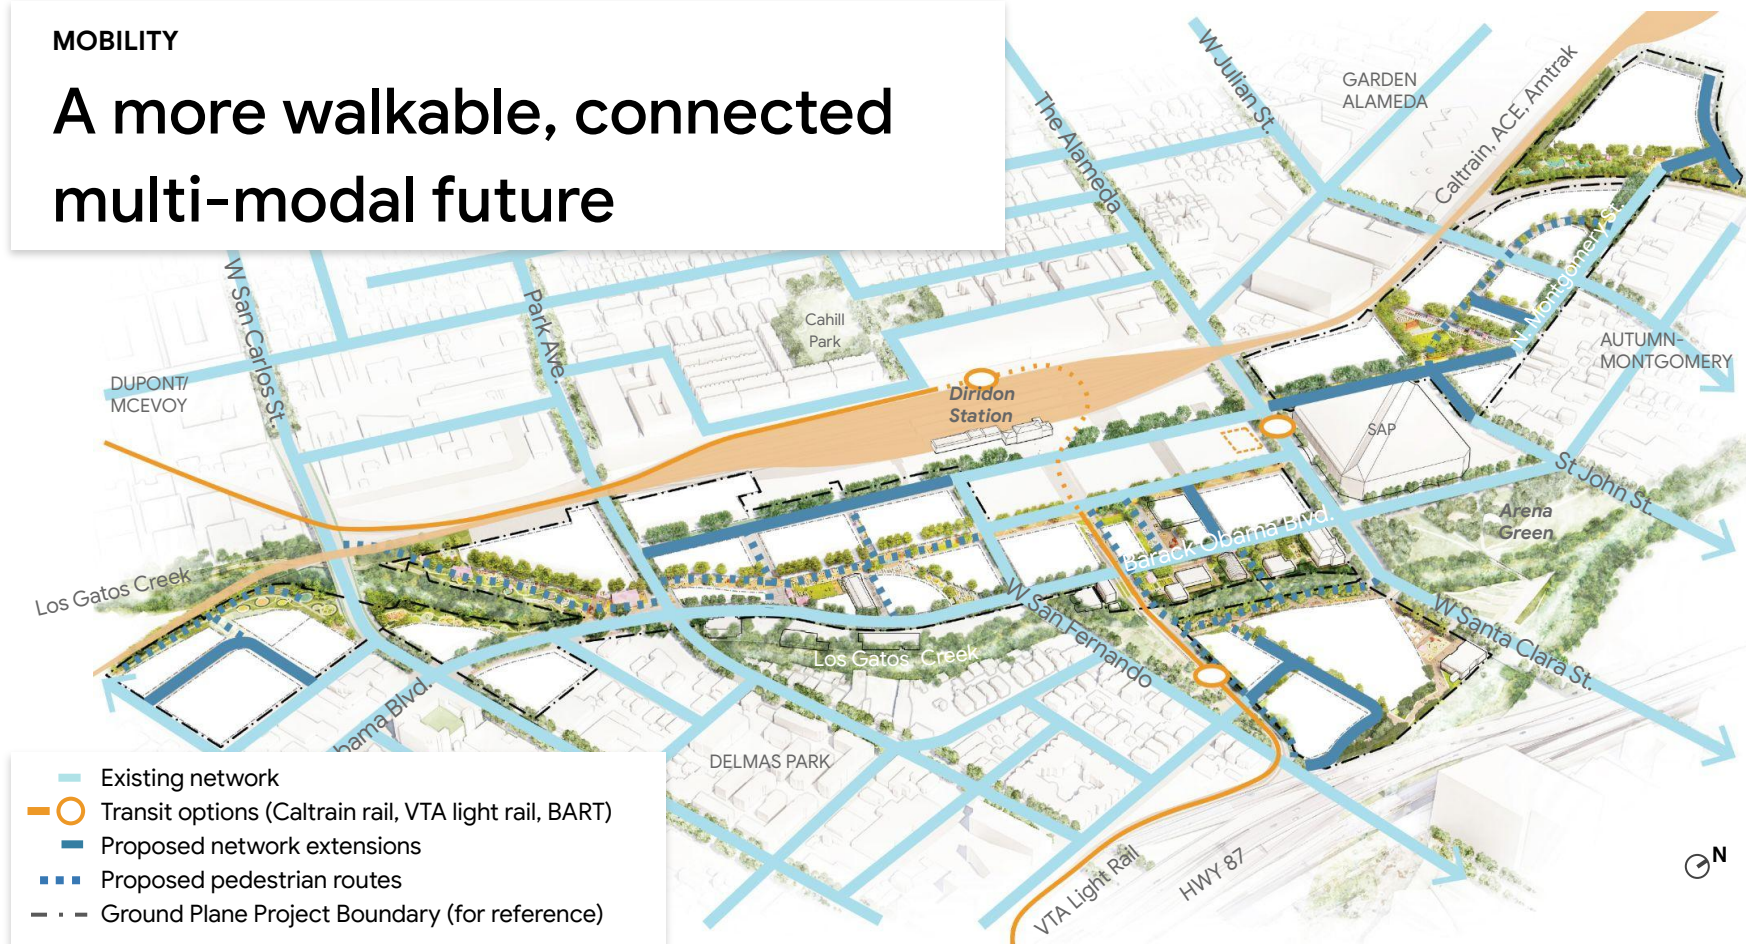 MOBILITY
A more walkable, connected
multi-modal future
W Julian St.
GARDEN
ALAMEDA
Caltrain, ACE, Amtrak
The Alameda
N. Montgomery St.
W San Carlos St.
Park Ave.
Cahill
Park
AUTUMN-
MONTGOMERY
DUPONT/
MCEVOY
Diridon
Station
SAP
St John St.
Arena
Green
Barack Obama Blvd.
Los Gatos Creek
W San Fernando
W Santa Clara St.
Los Gatos Creek
bama Blvd.
DELMAS PARK
VTA Light Rail
HWY 87
N
Existing network
Transit options (Caltrain rail, VTA light rail, BART)
Proposed network extensions
Proposed pedestrian routes
Ground Plane Project Boundary (for reference)